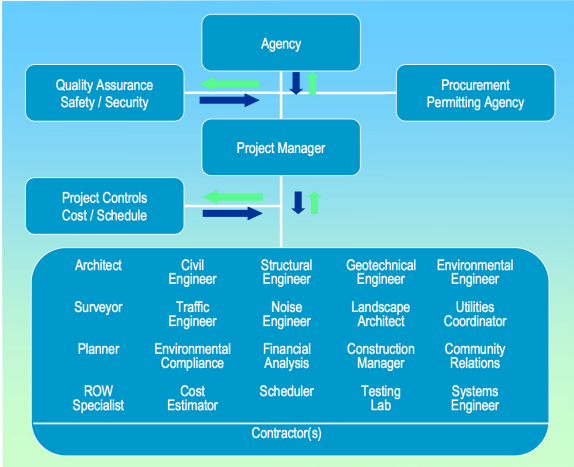 Agency
Quality Assurance
Safety / Security
Procurement
Permitting Agency
Project Manager
Project Controls
Cost / Schedule
Architect
Civil
Engineer
Structural
Engineer
Geotechnical
Engineer
Environmental
Engineer
Surveyor
Traffic
Engineer
Noise
Engineer
Landscape
Architect
Utilities
Coordinator
Planner
Environmental
Compliance
Financial
Analysis
Construction
Manager
Community
Relations
ROW
Specialist
Cost
Estimator
Scheduler
Testing
Lab
Systems
Engineer
Contractor(s)